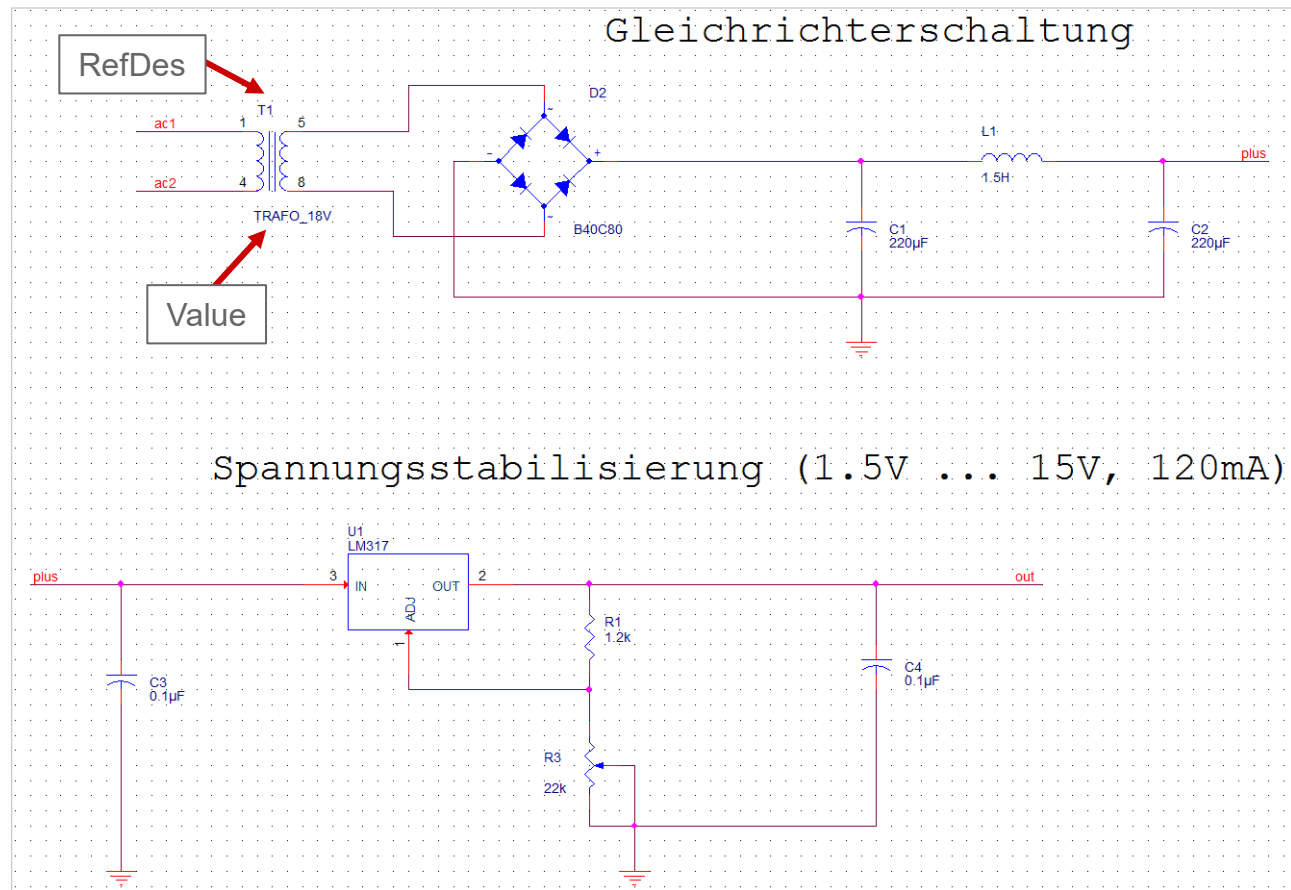 Gleichrichterschaltung
RefDes
D2
T1
ac1
1
5
~
L1
-
+
plus
ac2
4
8
1.5H
TRAFO_18V
~
B40C80
C1
220µF
C2
220µF
Value
Spannungsstabilisierung (1.5V ... 15V, 120mA)
U1
LM317
plus
3
IN
OUT
2
out
ADJ
1
R1
1.2k
C3
0.1µF
C4
0.1µF
R3
22k